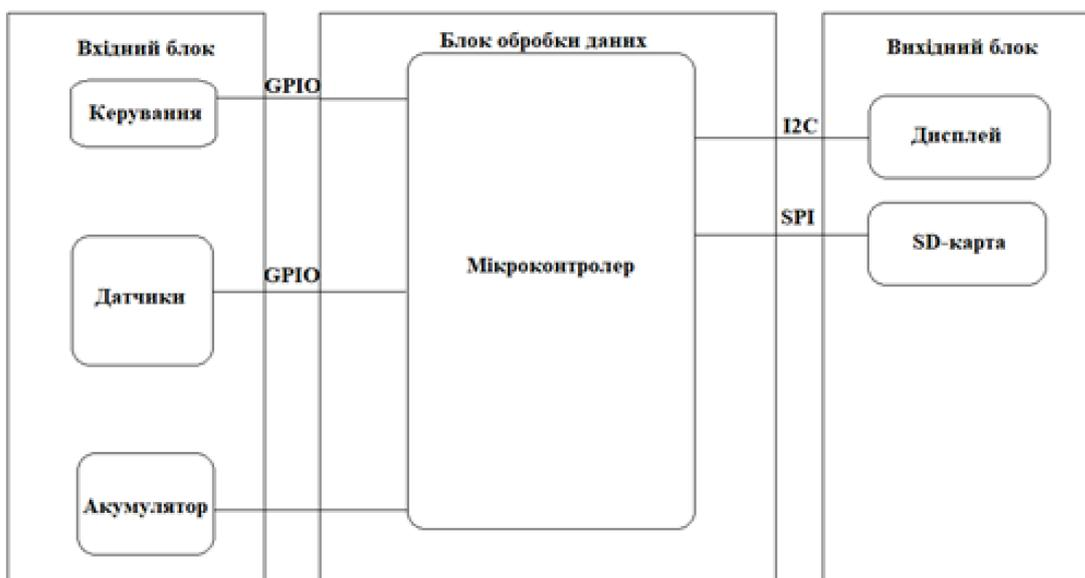 Вхідний блок
Керування
GPIO
Датчики
GPIO
Акумулятор
Блок обробки даних
Мікроконтролер
Вихідний блок
I2C
Дисплей
SPI
SD-карта